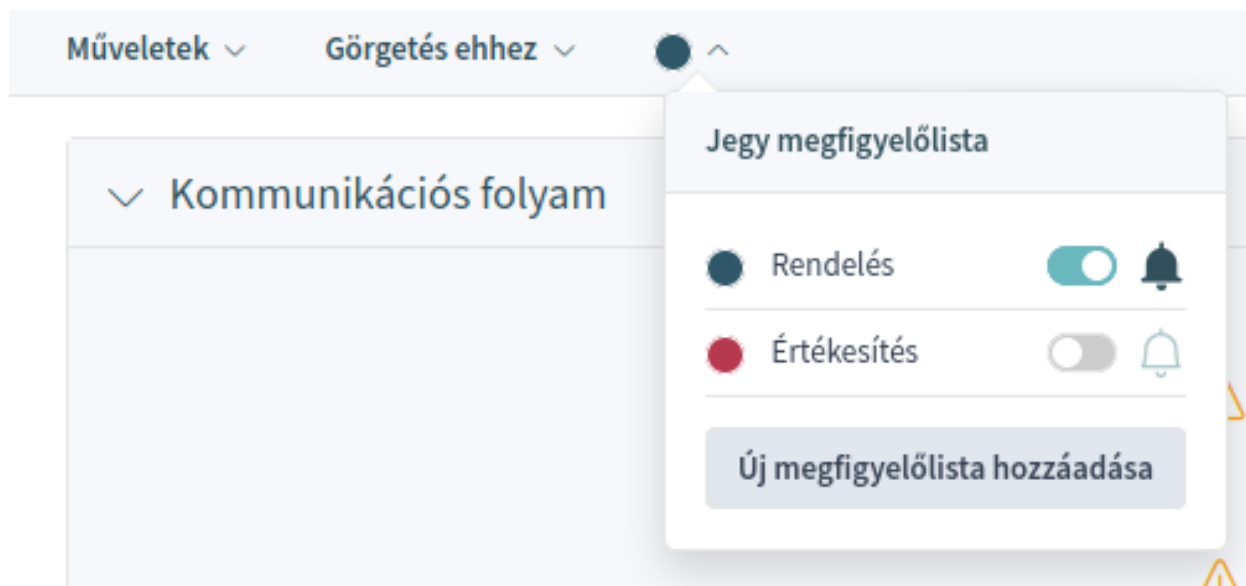 Műveletek
Görgetés ehhez
Jegy megfigyelőlista
Kommunikációs folyam
Rendelés
Értékesítés
Új megfigyelőlista hozzáadása